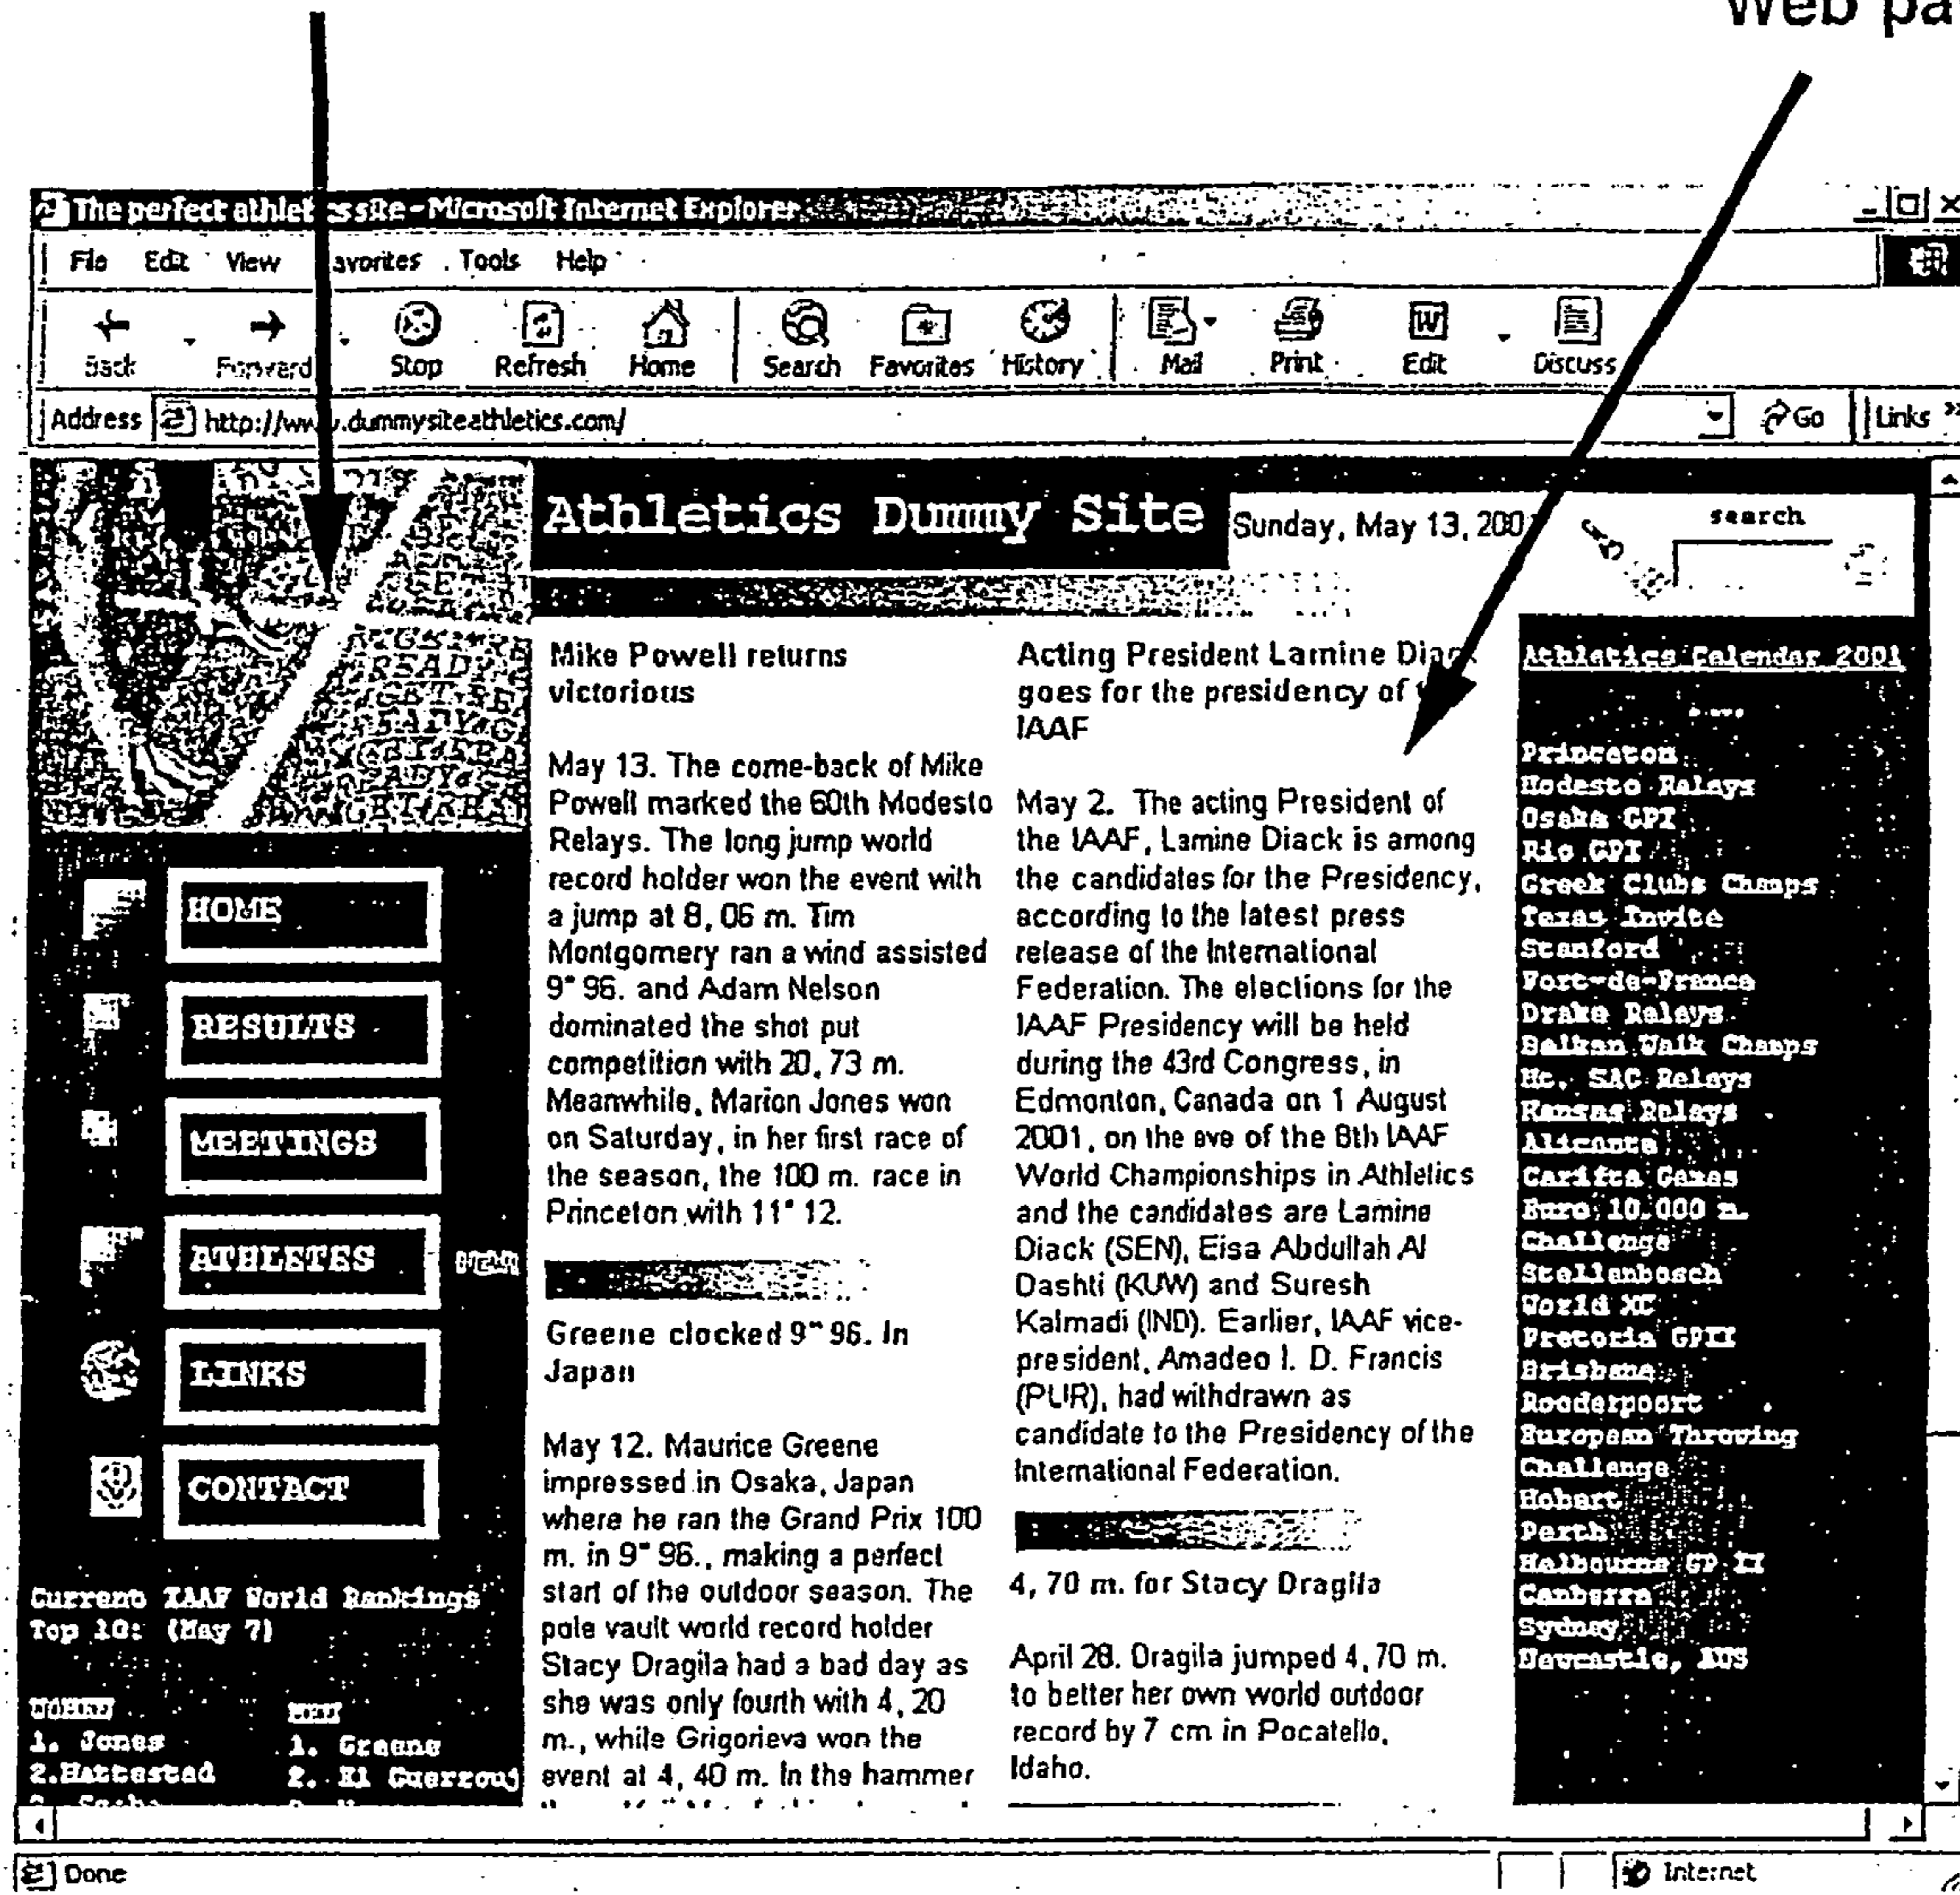 Web pa
The perfect athlet s site - Microsoft Internet Explorer
File Edit View avorites Tools Help
Back Forward Stop Refresh Home Search Favorites History Mail Print Edit Discuss
Address http://ww .dummysiteathletics.com/ Go Links »
Athletics Dummy Site
Sunday, May 13, 200
search
HOME
RESULTS
MEETINGS
ATHLETES
LINKS
CONTACT
Current IAAF World Rankings
Top 10: (May 7)
WOMEN MEN
1. Jones 1. Greene
2.Hattestad 2. El Guerrouj
Mike Powell returns
victorious
May 13. The come-back of Mike
Powell marked the 60th Modesto
Relays. The long jump world
record holder won the event with
a jump at 8, 06 m. Tim
Montgomery ran a wind assisted
9" 96. and Adam Nelson
dominated the shot put
competition with 20, 73 m.
Meanwhile, Marion Jones won
on Saturday, in her first race of
the season, the 100 m. race in
Princeton with 11" 12.
Greene clocked 9" 96. In
Japan
May 12. Maurice Greene
impressed in Osaka, Japan
where he ran the Grand Prix 100
m. in 9" 96., making a perfect
start of the outdoor season. The
pole vault world record holder
Stacy Dragila had a bad day as
she was only fourth with 4, 20
m., while Grigorieva won the
event at 4, 40 m. In the hammer
Acting President Lamine Diack
goes for the presidency of
IAAF
May 2. The acting President of
the IAAF, Lamine Diack is among
the candidates for the Presidency,
according to the latest press
release of the International
Federation. The elections for the
IAAF Presidency will be held
during the 43rd Congress, in
Edmonton, Canada on 1 August
2001, on the eve of the 8th IAAF
World Championships in Athletics
and the candidates are Lamine
Diack (SEN), Eisa Abdullah Al
Dashti (KUW) and Suresh
Kalmadi (IND). Earlier, IAAF vice-
president, Amadeo I. D. Francis
(PUR), had withdrawn as
candidate to the Presidency of the
International Federation.
4, 70 m. for Stacy Dragila
April 28. Dragila jumped 4, 70 m.
to better her own world outdoor
record by 7 cm in Pocatello,
Idaho.
Athletics Calendar 2001
Princeton
Modesto Relays
Osaka GPI
Rio GPI
Greek Clubs Champs
Texas Invite
Stanford
Fort-de-France
Drake Relays
Balkan Walk Champs
Mt. SAC Relays
Kansas Relays
Alicante
Carifta Games
Euro 10.000 m.
Challenge
Stellenbosch
World XC
Pretoria GPII
Brisbane
Rooderpoort
European Throwing
Challenge
Hobart
Perth
Melbourne GP II
Canberra
Sydney
Newcastle, AUS
Done
Internet